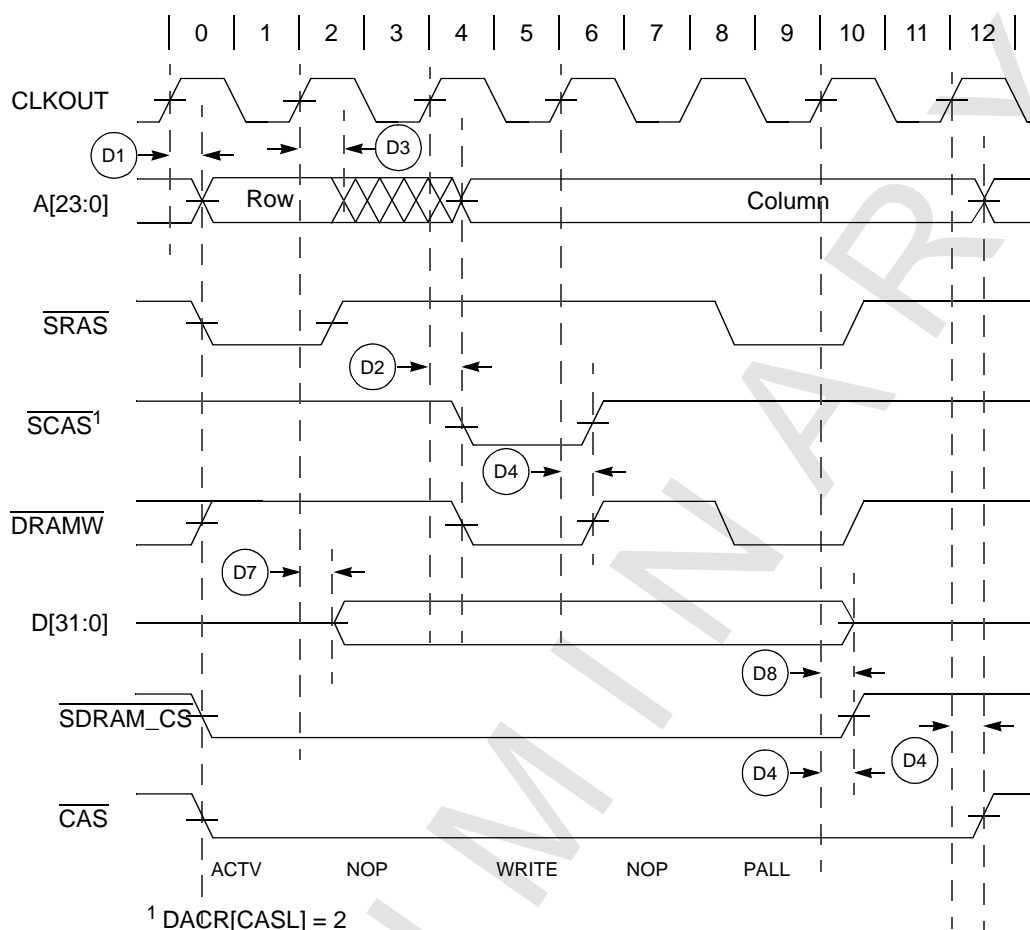 0 1 2 3 4 5 6 7 8 9 10 11 12
CLKOUT
D1
D3
A[23:0]
Row
Column
SRAS
D2
SCAS1
D4
DRAMW
D7
D[31:0]
D8
SDRAM_CS
D4
D4
CAS
ACTV NOP WRITE NOP PALL
1 DACR[CASL] = 2
MINARY